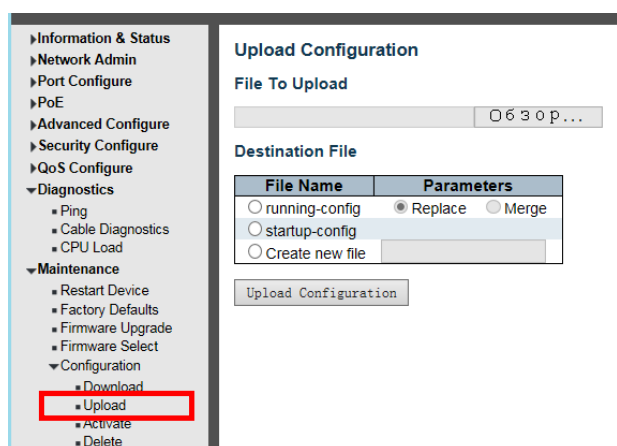 Information & Status
Network Admin
Port Configure
PoE
Advanced Configure
Security Configure
QoS Configure
Diagnostics
Ping
Cable Diagnostics
CPU Load
Maintenance
Restart Device
Factory Defaults
Firmware Upgrade
Firmware Select
Configuration
Download
Upload
Activate
Delete
Upload Configuration
File To Upload
Обзор...
Destination File
File Name Parameters
running-config Replace Merge
startup-config
Create new file
Upload Configuration